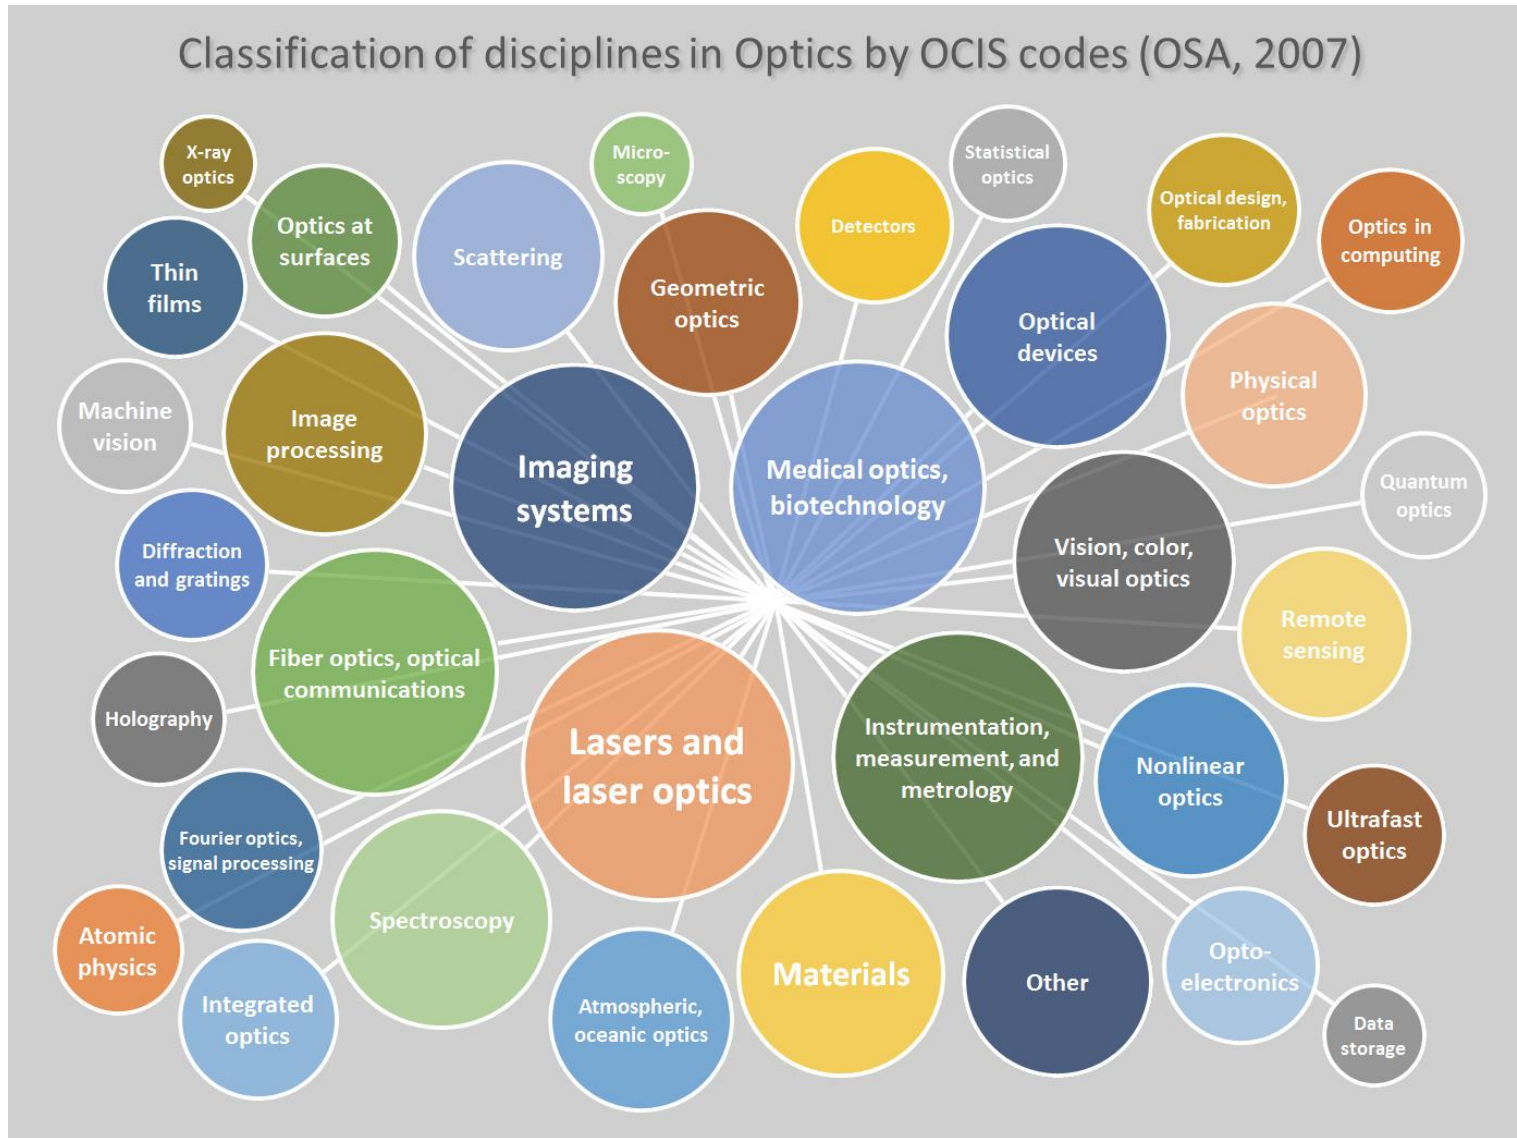 Classification of disciplines in Optics by OCIS codes (OSA, 2007)
X-ray
optics
Optics at
surfaces
Scattering
Micro-
scopy
Geometric
optics
Detectors
Statistical
optics
Optical
devices
Optical design,
fabrication
Optics in
computing
Thin
films
Machine
vision
Image
processing
Imaging
systems
Medical optics,
biotechnology
Physical
optics
Quantum
optics
Diffraction
and gratings
Vision, color,
visual optics
Fiber optics, optical
communications
Remote
sensing
Holography
Lasers and
laser optics
Instrumentation,
measurement, and
metrology
Nonlinear
optics
Ultrafast
optics
Fourier optics,
signal processing
Atomic
physics
Spectroscopy
Integrated
optics
Atmospheric,
oceanic optics
Materials
Other
Opto-
electronics
Data
storage